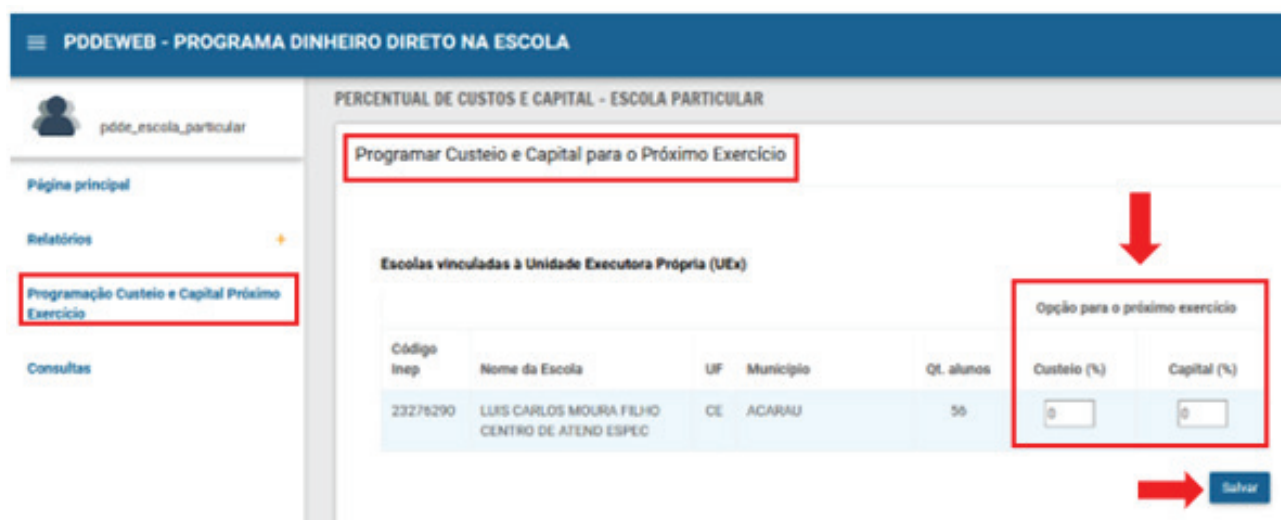 PDDEWEB - PROGRAMA DINHEIRO DIRETO NA ESCOLA
pdde_escola_particular
Página principal
Relatórios +
Programação Custeio e Capital Próximo
Exercício
Consultas
PERCENTUAL DE CUSTOS E CAPITAL - ESCOLA PARTICULAR
Programar Custeio e Capital para o Próximo Exercício
Escolas vinculadas à Unidade Executora Própria (UEx)
Opção para o próximo exercício
Código
Inep Nome da Escola UF Município Qt. alunos Custeio (%) Capital (%)
23276290 LUIS CARLOS MOURA FILHO CE ACARAU 56 0 0
CENTRO DE ATEND ESPEC
Salvar